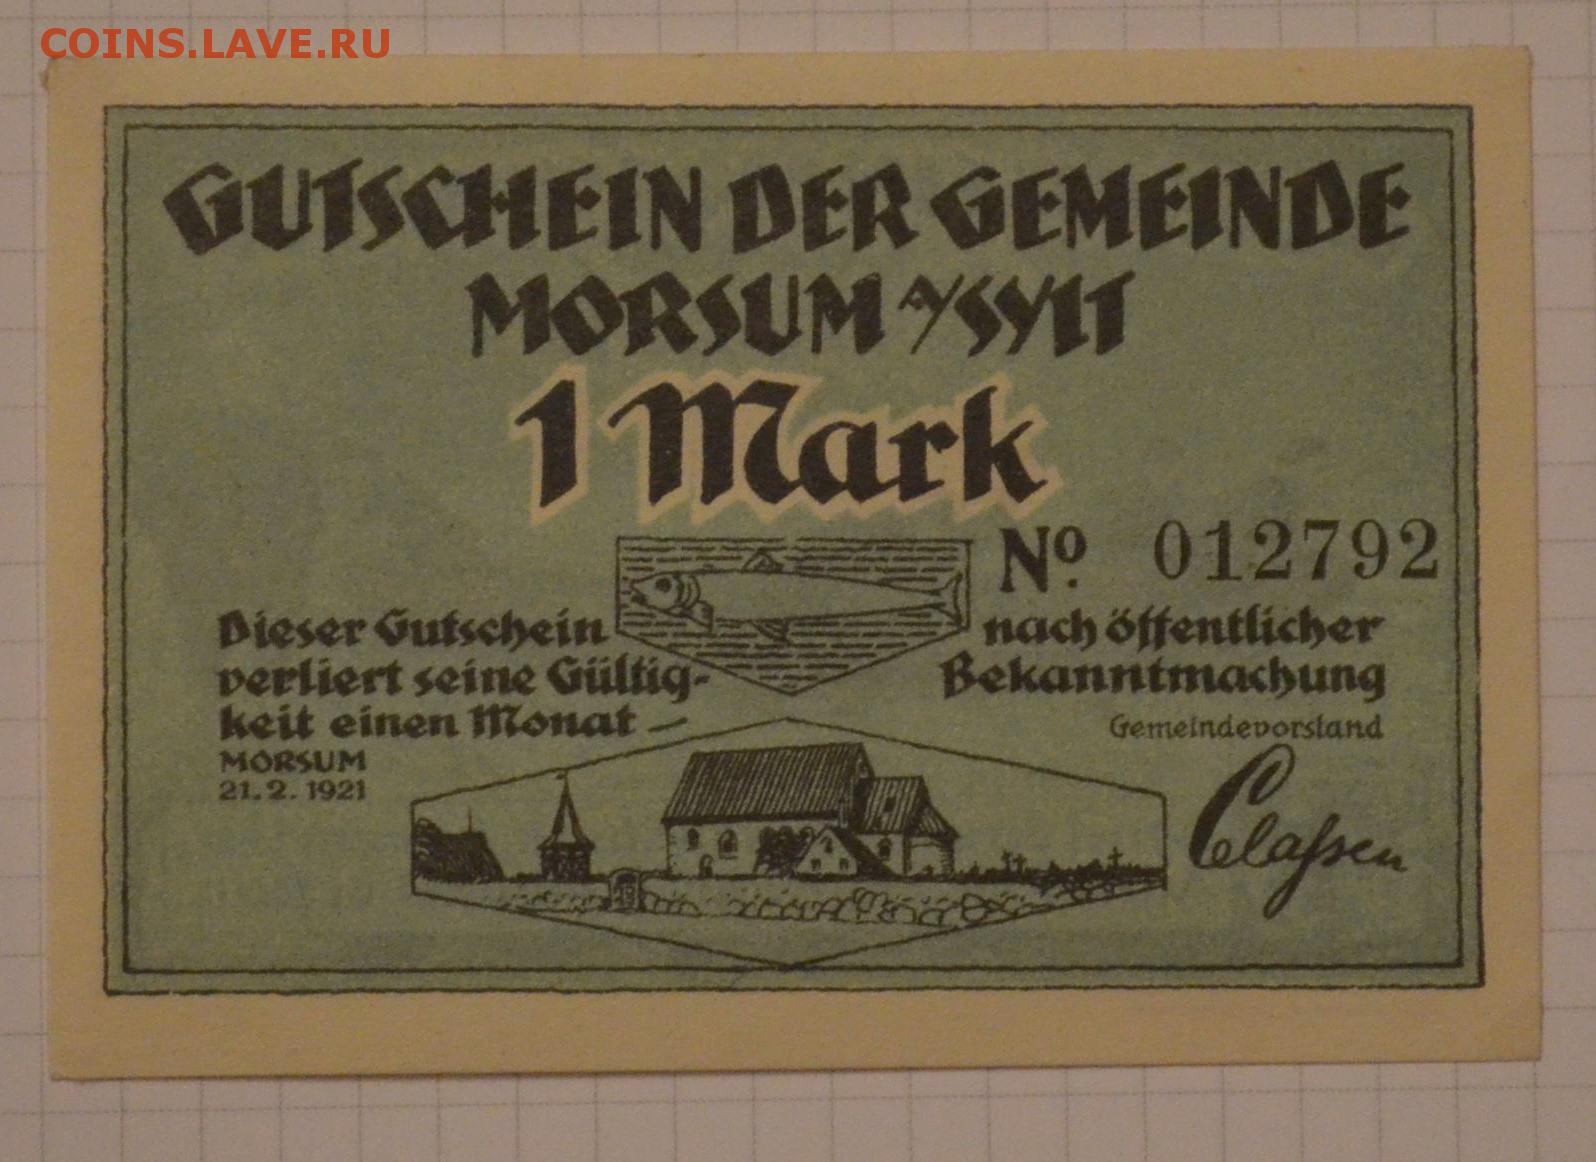 COINS.LAVE.RU
GUTSCHEIN DER GEMEINDE
MORSUM A/SYLT
1 Mark
No. 012792
Dieser Gutschein
verliert seine Gültig-
keit einen Monat –
nach öffentlicher
Bekanntmachung
MORSUM
21.2.1921
Gemeindevorstand
Claßen